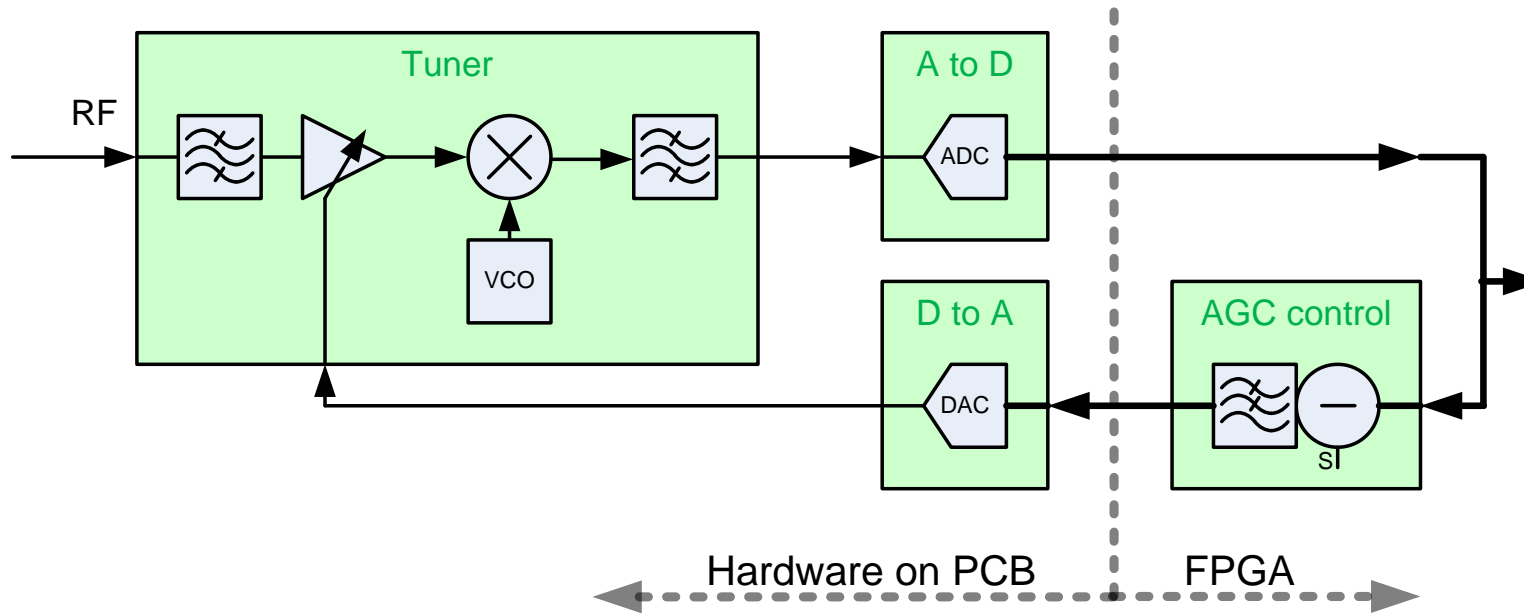 Tuner
A to D
RF
ADC
VCO
D to A
AGC control
DAC
S
Hardware on PCB
FPGA